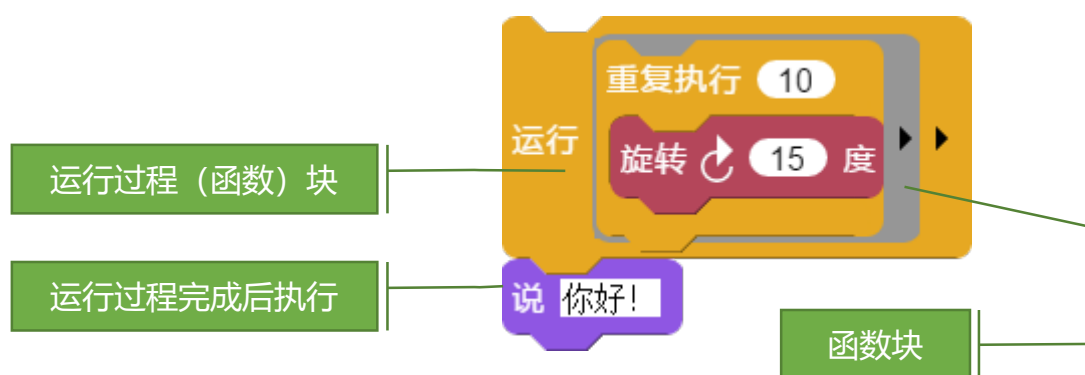 重复执行 10
运行
旋转 15 度
运行过程（函数）块
运行过程完成后执行
说 你好!
函数块